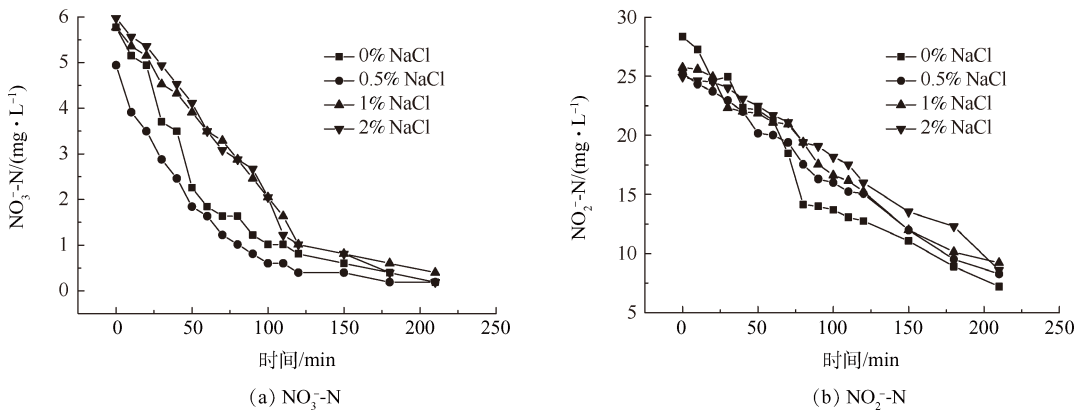 6
5
4
3
2
1
0
NO₃⁻-N/(mg·L⁻¹)
0% NaCl
0.5% NaCl
1% NaCl
2% NaCl
0 50 100 150 200 250
时间/min
(a) NO₃⁻-N
30
25
20
15
10
5
NO₂⁻-N/(mg·L⁻¹)
0% NaCl
0.5% NaCl
1% NaCl
2% NaCl
0 50 100 150 200 250
时间/min
(b) NO₂⁻-N